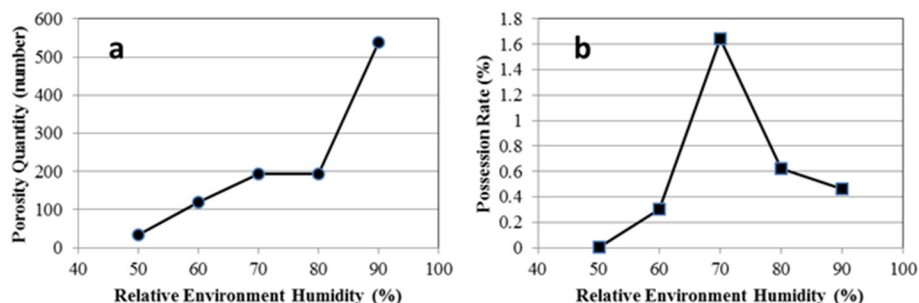 a
Porosity Quantity (number)
600
500
400
300
200
100
0
40 50 60 70 80 90 100
Relative Environment Humidity (%)
b
Possession Rate (%)
1.8
1.6
1.4
1.2
1
0.8
0.6
0.4
0.2
0
40 50 60 70 80 90 100
Relative Environment Humidity (%)